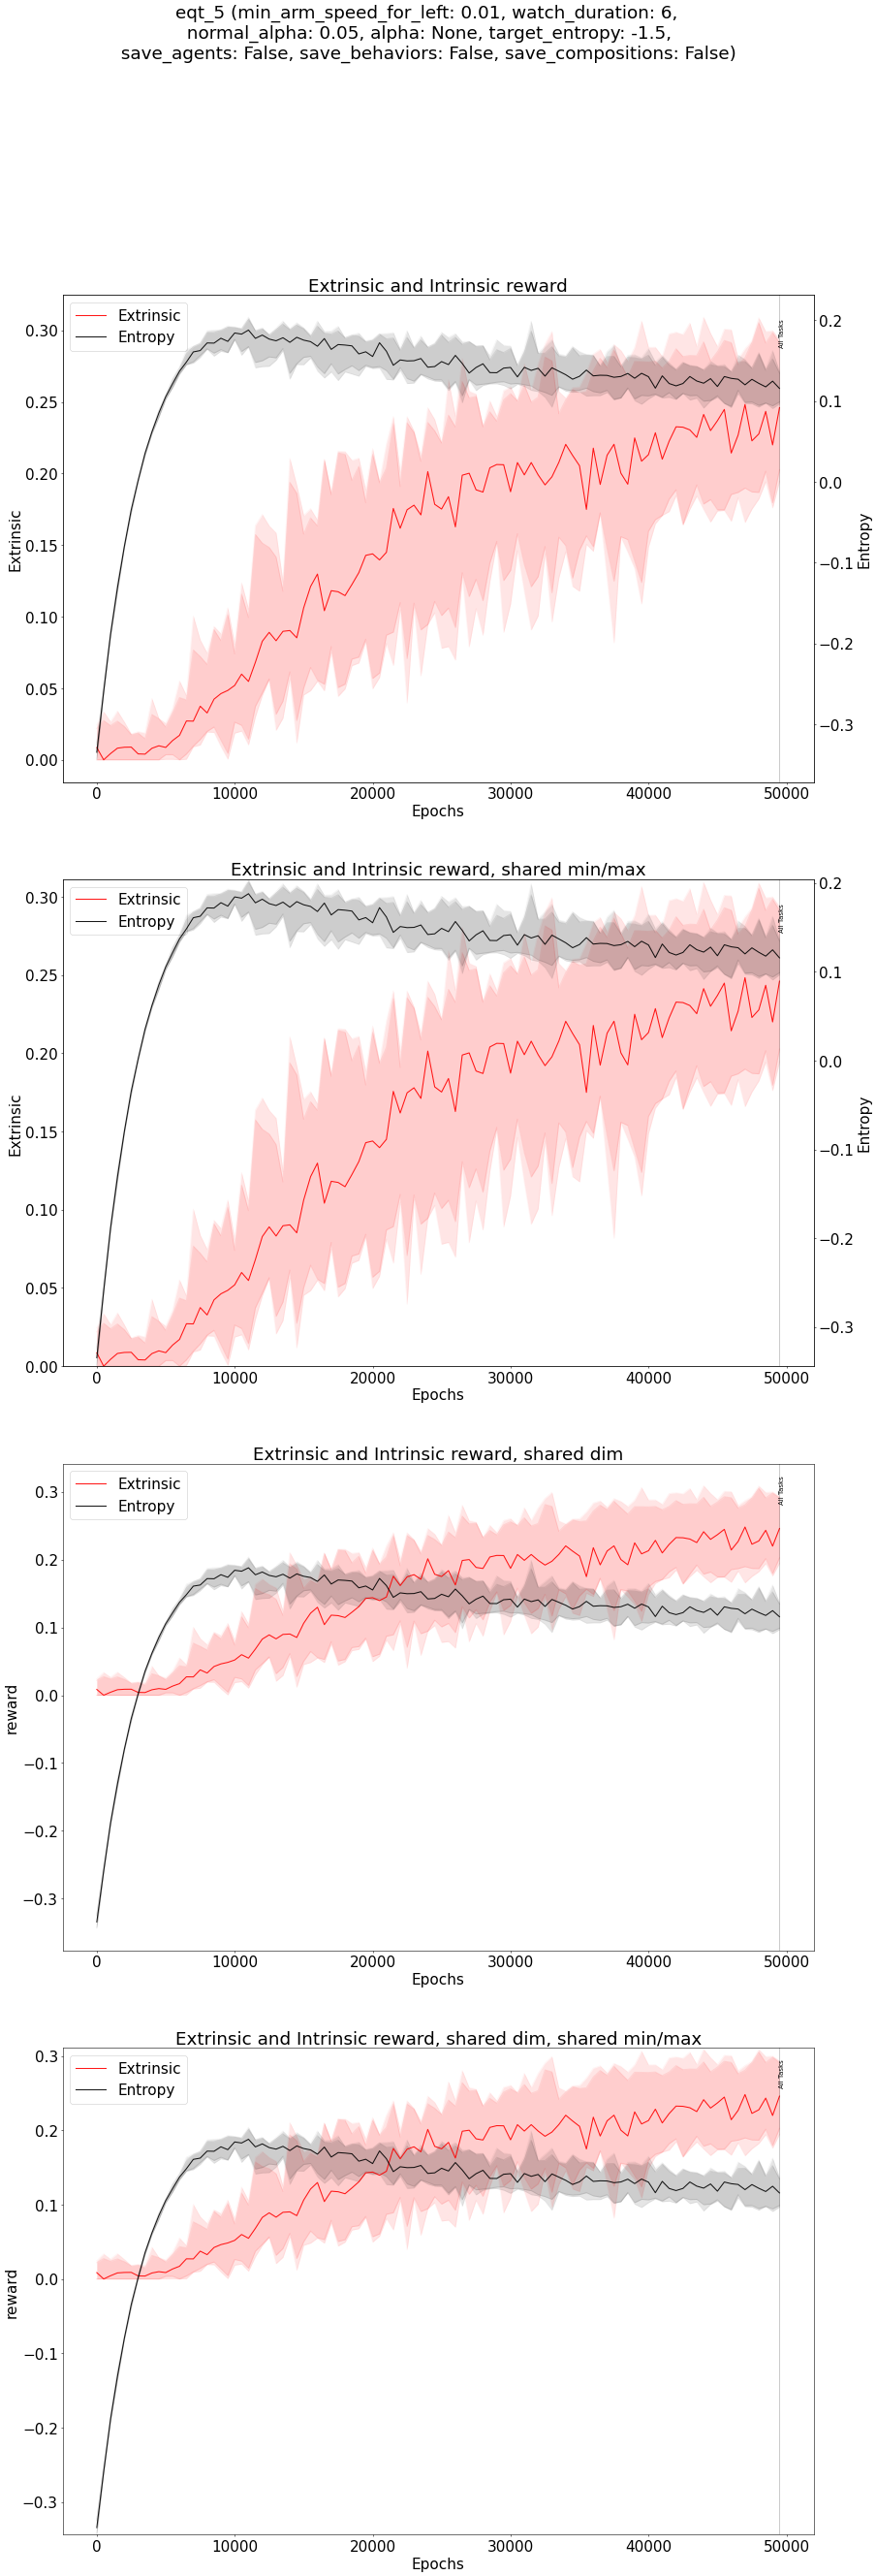 eqt_5 (min_arm_speed_for_left: 0.01, watch_duration: 6,
normal_alpha: 0.05, alpha: None, target_entropy: -1.5,
save_agents: False, save_behaviors: False, save_compositions: False)
Extrinsic and Intrinsic reward
Extrinsic
Entropy
All Tasks
0.30
0.25
0.20
0.15
0.10
0.05
0.00
Extrinsic
0.2
0.1
0.0
−0.1
−0.2
−0.3
Entropy
0 10000 20000 30000 40000 50000
Epochs
Extrinsic and Intrinsic reward, shared min/max
Extrinsic
Entropy
All Tasks
0.30
0.25
0.20
0.15
0.10
0.05
0.00
Extrinsic
0.2
0.1
0.0
−0.1
−0.2
−0.3
Entropy
0 10000 20000 30000 40000 50000
Epochs
Extrinsic and Intrinsic reward, shared dim
Extrinsic
Entropy
All Tasks
0.3
0.2
0.1
0.0
−0.1
−0.2
−0.3
reward
0 10000 20000 30000 40000 50000
Epochs
Extrinsic and Intrinsic reward, shared dim, shared min/max
Extrinsic
Entropy
All Tasks
0.3
0.2
0.1
0.0
−0.1
−0.2
−0.3
reward
0 10000 20000 30000 40000 50000
Epochs